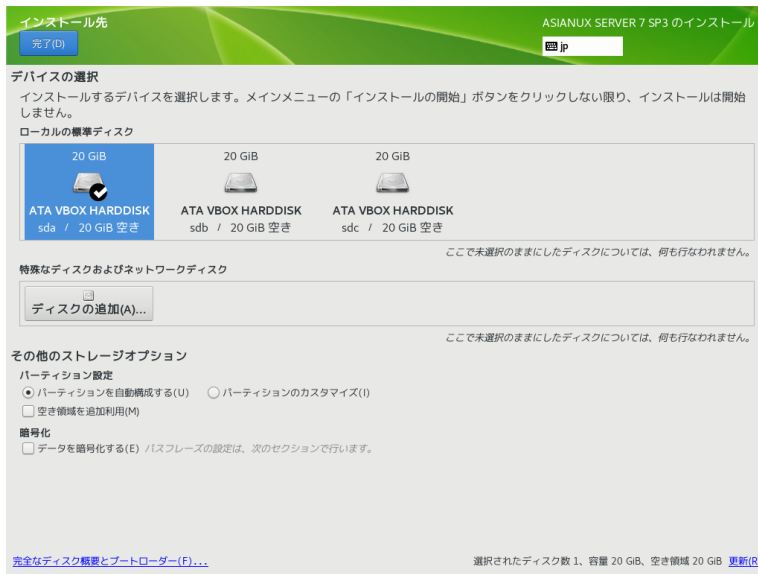 インストール先
ASIANUX SERVER 7 SP3 のインストール
完了(D)
jp
デバイスの選択
インストールするデバイスを選択します。メインメニューの「インストールの開始」ボタンをクリックしない限り、インストールは開始
しません。
ローカルの標準ディスク
20 GiB 20 GiB 20 GiB
ATA VBOX HARDDISK ATA VBOX HARDDISK ATA VBOX HARDDISK
sda / 20 GiB 空き sdb / 20 GiB 空き sdc / 20 GiB 空き
ここで未選択のままにしたディスクについては、何も行なわれません。
特殊なディスクおよびネットワークディスク
ディスクの追加(A)...
ここで未選択のままにしたディスクについては、何も行なわれません。
その他のストレージオプション
パーティション設定
パーティションを自動構成する(U) パーティションのカスタマイズ(I)
空き領域を追加利用(M)
暗号化
データを暗号化する(E) パスフレーズの設定は、次のセクションで行います。
完全なディスク概要とブートローダー(F)... 選択されたディスク数 1、容量 20 GiB、空き領域 20 GiB 更新(R